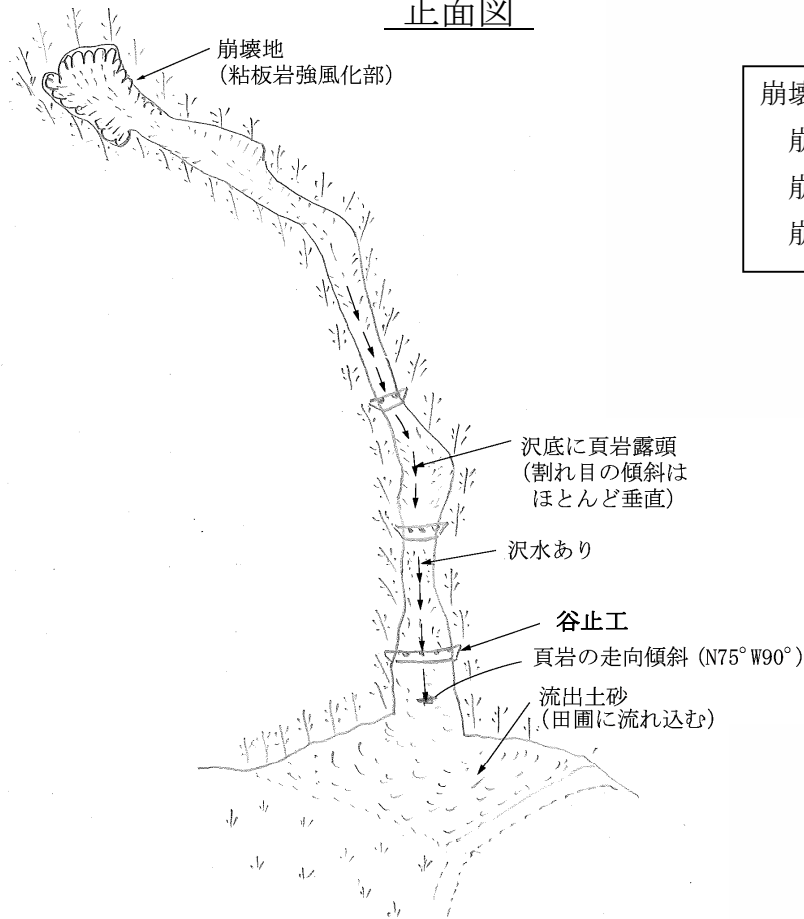 正面図
崩壊地
(粘板岩強風化部)
崩壊
崩
崩
崩
沢底に頁岩露頭
(割れ目の傾斜は
ほとんど垂直)
沢水あり
谷止工
頁岩の走向傾斜 (N75°W90°)
流出土砂
(田圃に流れ込む)